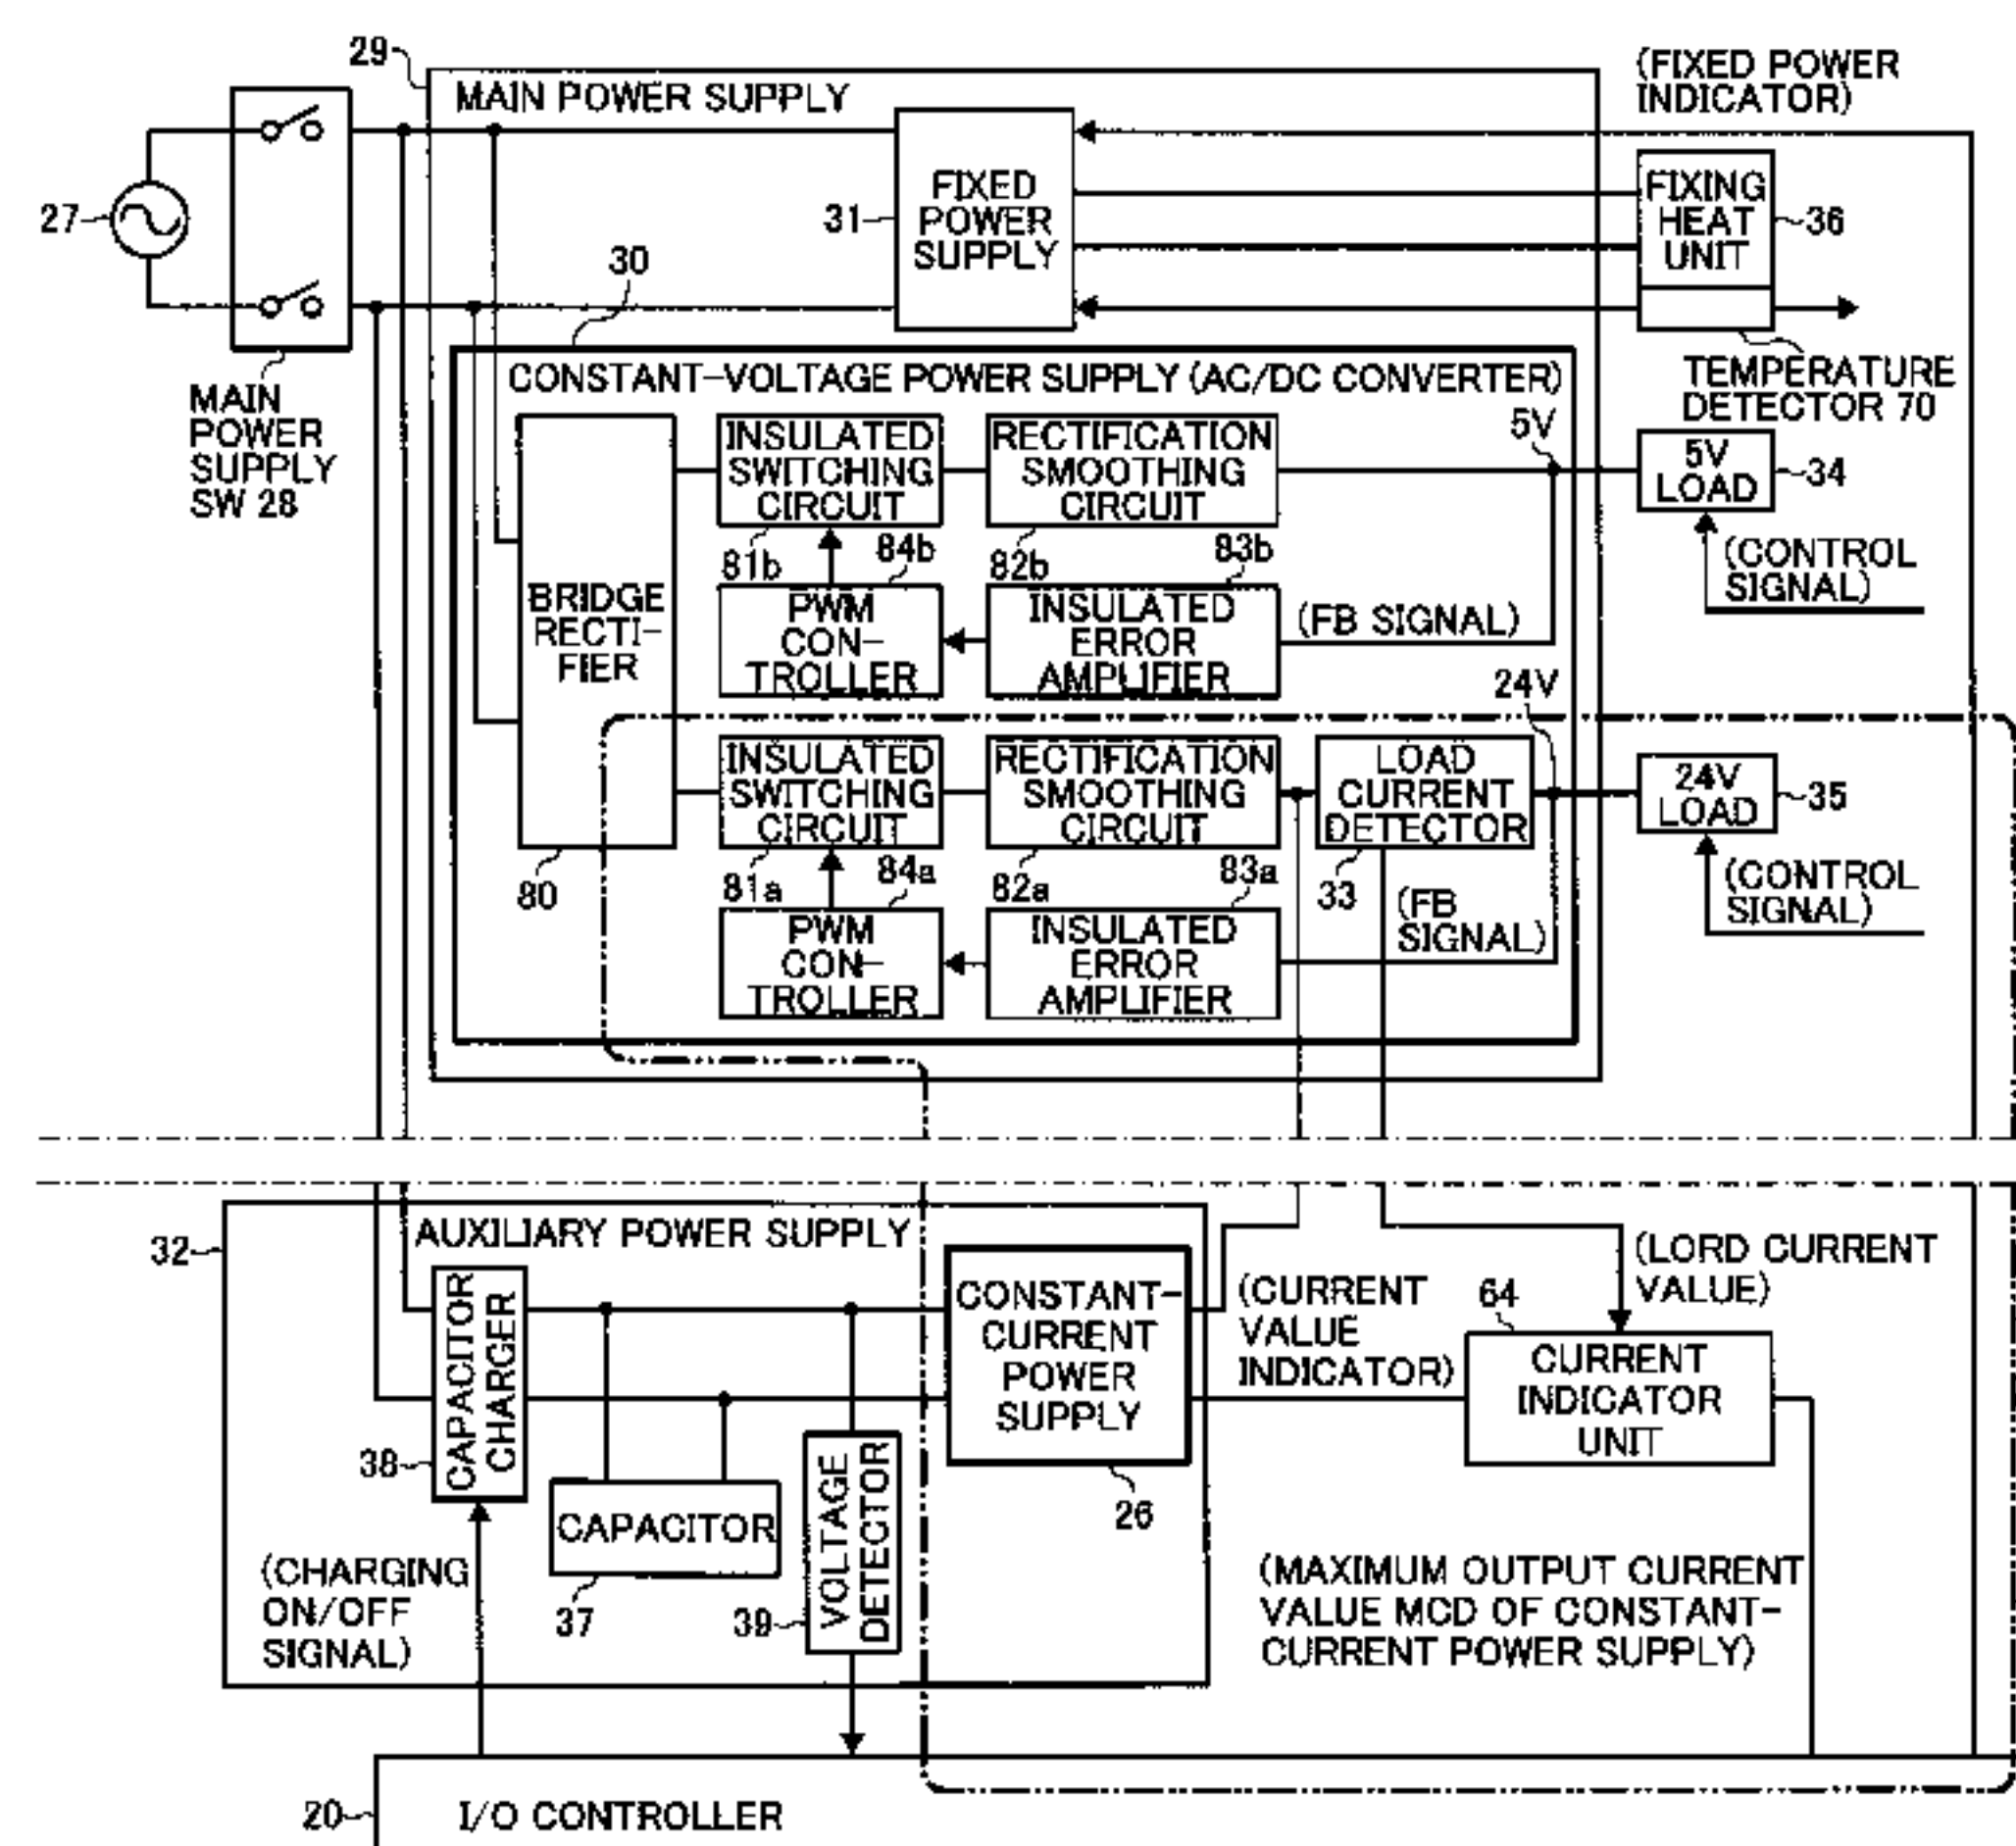 29
MAIN POWER SUPPLY
(FIXED POWER
INDICATOR)
27
FIXED
POWER
SUPPLY
31
FIXING
HEAT
UNIT
36
30
MAIN
POWER
SUPPLY
SW 28
CONSTANT-VOLTAGE POWER SUPPLY (AC/DC CONVERTER)
TEMPERATURE
DETECTOR 70
BRIDGE
RECTI-
FIER
80
INSULATED
SWITCHING
CIRCUIT
81b
RECTIFICATION
SMOOTHING
CIRCUIT
82b
5V
5V
LOAD
34
(CONTROL
SIGNAL)
84b
PWM
CON-
TROLLER
83b
INSULATED
ERROR
AMPLIFIER
(FB SIGNAL)
24V
INSULATED
SWITCHING
CIRCUIT
81a
RECTIFICATION
SMOOTHING
CIRCUIT
82a
LOAD
CURRENT
DETECTOR
33
24V
LOAD
35
(CONTROL
SIGNAL)
84a
PWM
CON-
TROLLER
83a
INSULATED
ERROR
AMPLIFIER
(FB
SIGNAL)
32
AUXILIARY POWER SUPPLY
CAPACITOR
CHARGER
38
CONSTANT-
CURRENT
POWER
SUPPLY
26
(CURRENT
VALUE
INDICATOR)
(LORD CURRENT
VALUE)
64
CURRENT
INDICATOR
UNIT
CAPACITOR
37
VOLTAGE
DETECTOR
39
(CHARGING
ON/OFF
SIGNAL)
(MAXIMUM OUTPUT CURRENT
VALUE MCD OF CONSTANT-
CURRENT POWER SUPPLY)
20
I/O CONTROLLER